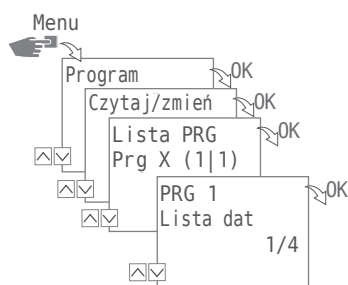 Menu
Program OK
Czytaj/zmień OK
Lista PRG OK
Prg X (1|1)
PRG 1 OK
Lista dat
1/4